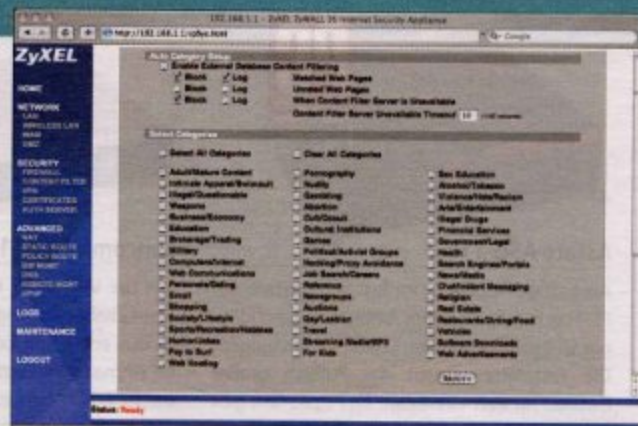 192.168.1.1 - ZyXEL ZyWALL 35 Internet Security Appliance
Google
ZyXEL
HOME
NETWORK
LAN
WIRELESS LAN
WAN
DMZ
SECURITY
FIREWALL
CONTENT FILTER
VPN
CERTIFICATES
AUTH SERVER
ADVANCED
NAT
STATIC ROUTE
POLICY ROUTE
BW MGMT
DNS
REMOTE MGMT
UPnP
LOGS
MAINTENANCE
LOGOUT
Auto Category Setup
Enable External Database Content Filtering
Block Log Matched Web Pages
Block Log Unrated Web Pages
Block Log When Content Filter Server Is Unavailable
Content Filter Server Unavailable Timeout 10
Select Categories
Select All Categories Clear All Categories
Adult/Mature Content Pornography Sex Education
Intimate Apparel/Swimsuit Nudity Alcohol/Tobacco
Illegal/Questionable Gambling Violence/Hate/Racism
Weapons Abortion Arts/Entertainment
Business/Economy Cult/Occult Illegal Drugs
Education Cultural Institutions Financial Services
Brokerage/Trading Games Government/Legal
Military Political/Activist Groups Health
Computers/Internet Hacking/Proxy Avoidance Search Engines/Portals
Web Communications Job Search/Careers News/Media
Personals/Dating Reference Chat/Instant Messaging
Email Newsgroups Religion
Shopping Auctions Real Estate
Society/Lifestyle Gay/Lesbian Restaurants/Dining/Food
Sports/Recreation/Hobbies Travel Vehicles
Humor/Jokes Streaming Media/MP3 Software Downloads
Pay to Surf For Kids Web Advertisements
Web Hosting
Status: Ready